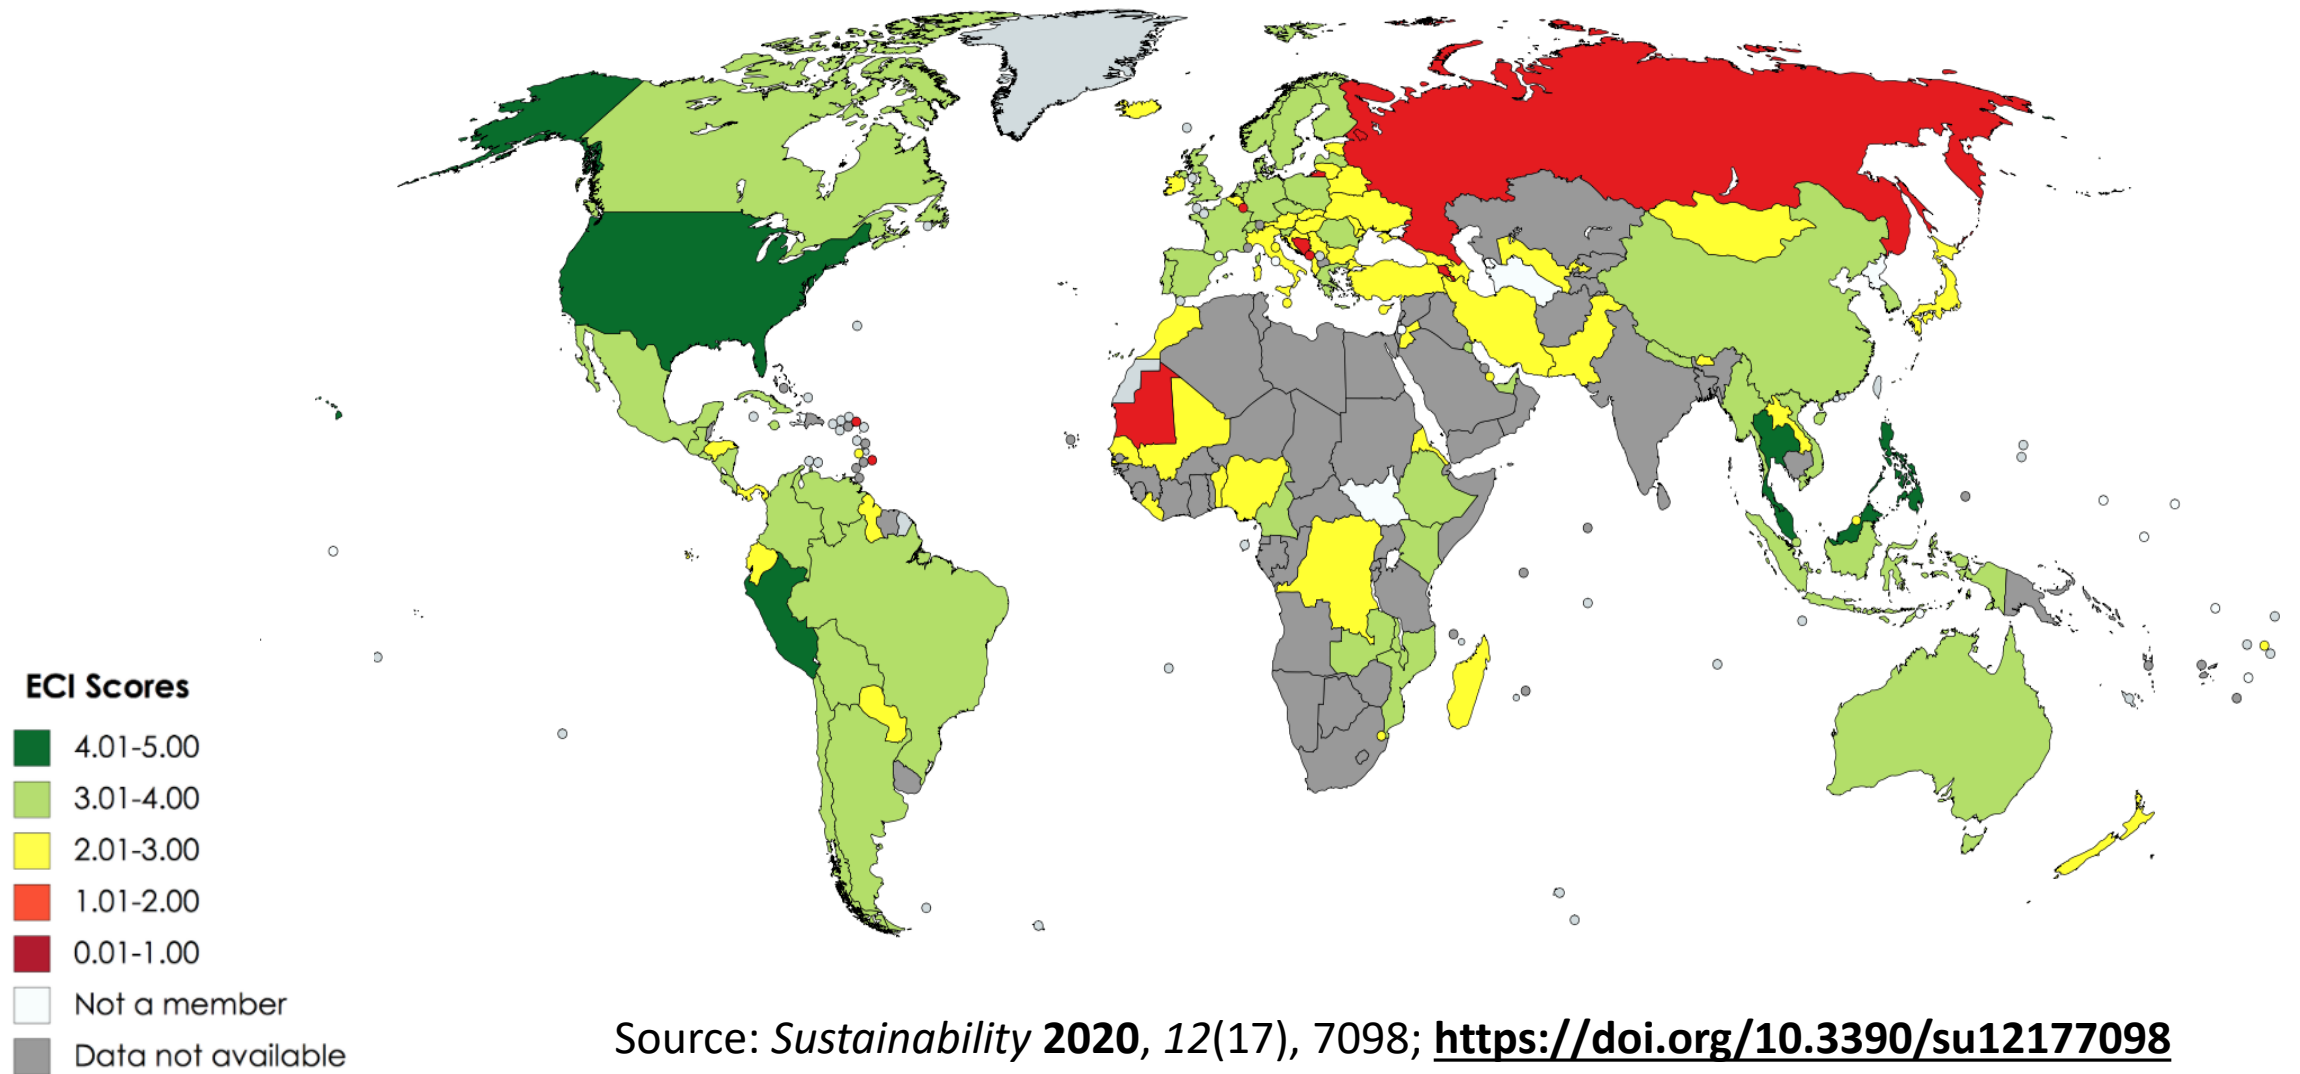 ECI Scores
4.01-5.00
3.01-4.00
2.01-3.00
1.01-2.00
0.01-1.00
Not a member
Data not available
Source: Sustainability 2020, 12(17), 7098; https://doi.org/10.3390/su12177098